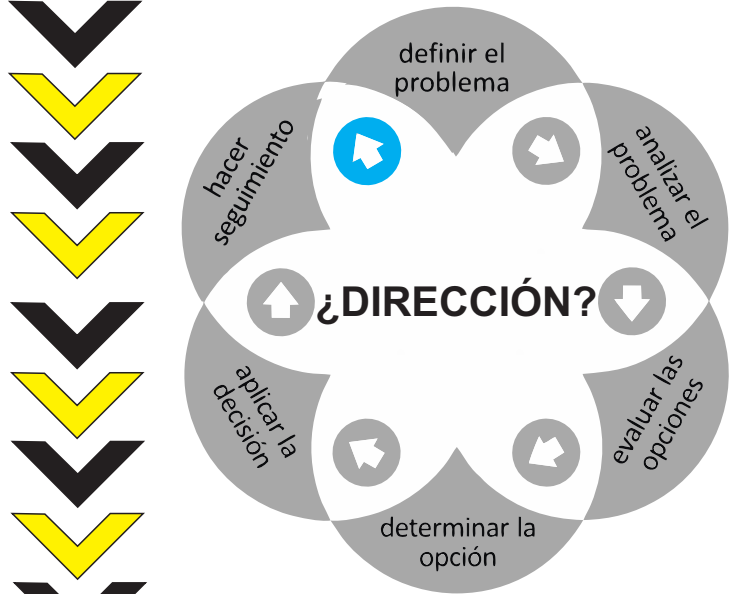 definir el
problema
analizar el
problema
evaluar las
opciones
determinar la
opción
aplicar la
decisión
hacer
seguimiento
¿DIRECCIÓN?